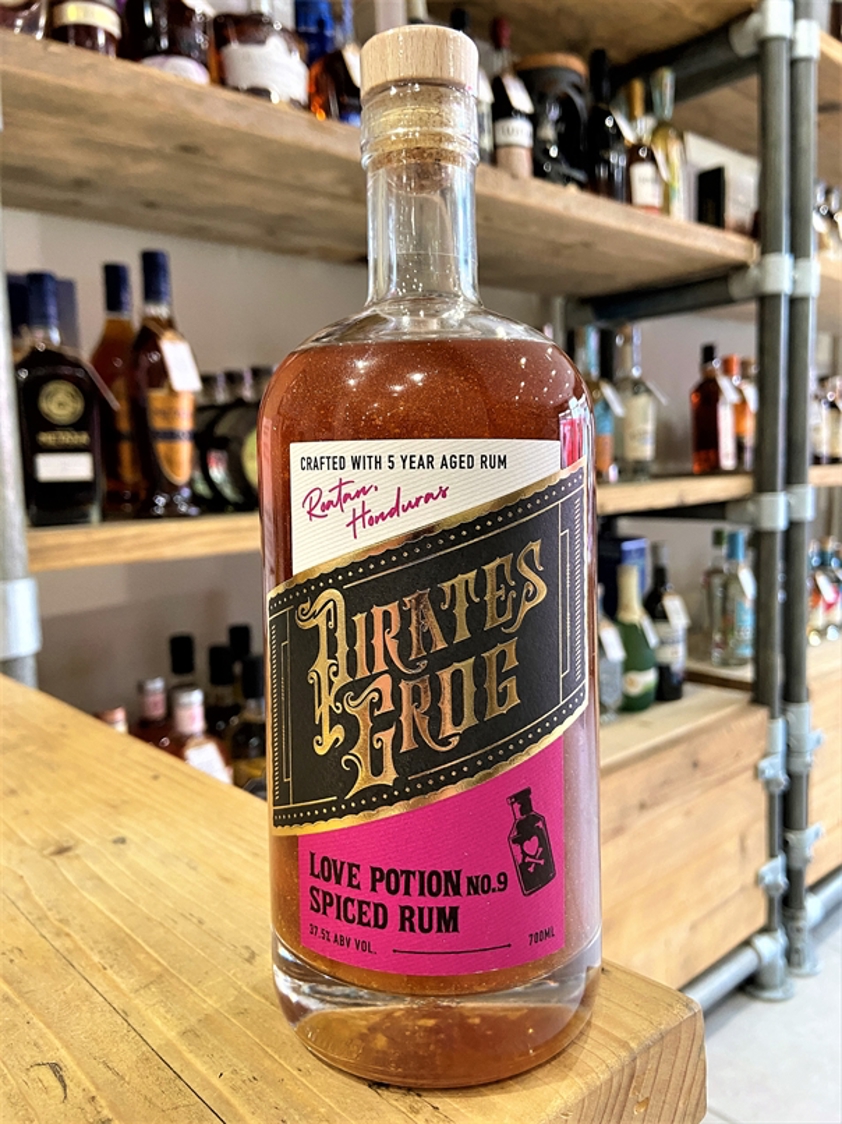 CRAFTED WITH 5 YEAR AGED RUM
Roatan,
Honduras
PIRATES
GROG
LOVE POTION NO.9
SPICED RUM
37.5% ABV VOL.
700ML